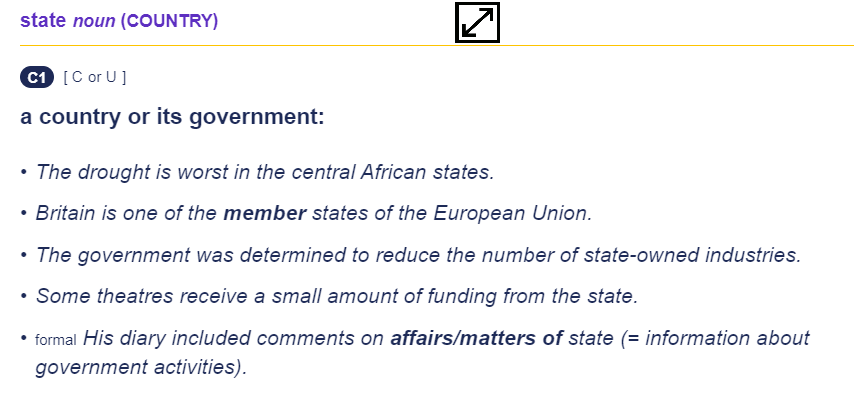 state noun (COUNTRY)
C1 [ C or U ]
a country or its government:
• The drought is worst in the central African states.
• Britain is one of the member states of the European Union.
• The government was determined to reduce the number of state-owned industries.
• Some theatres receive a small amount of funding from the state.
• formal His diary included comments on affairs/matters of state (= information about
government activities).